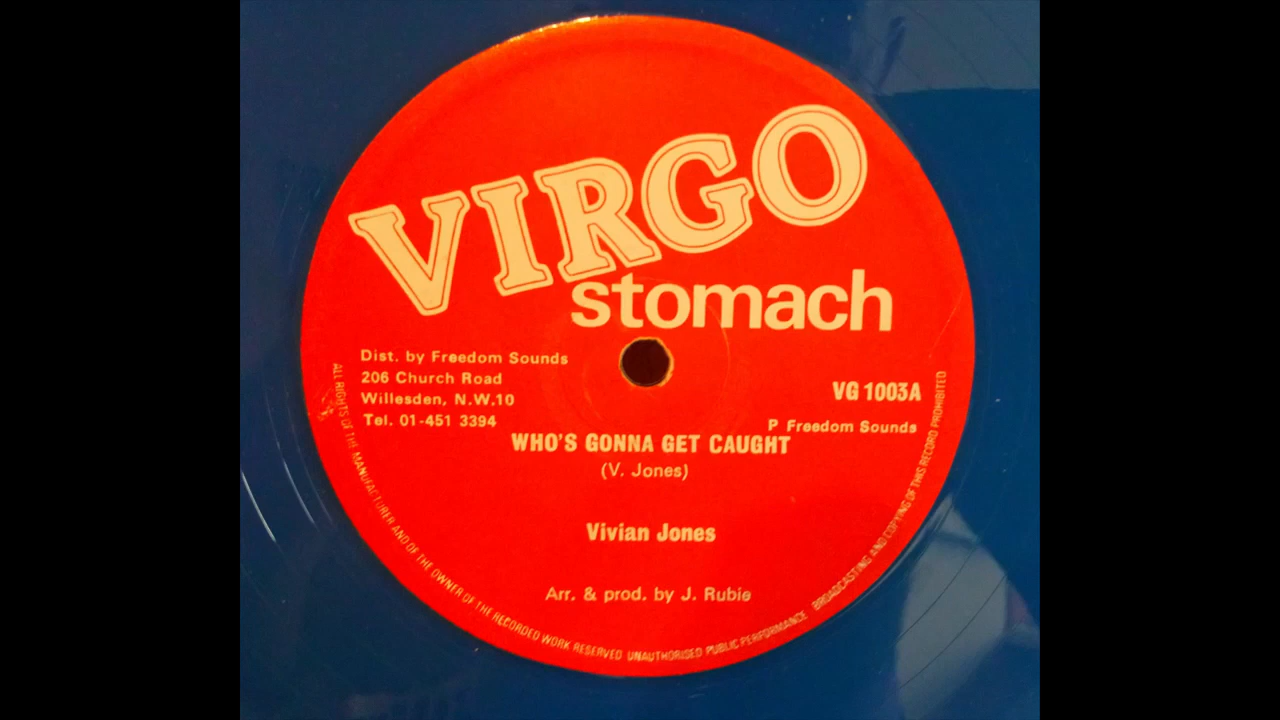 VIRGO
stomach
Dist. by Freedom Sounds
206 Church Road
Willesden, N.W.10
Tel. 01-451 3394
VG 1003A
P Freedom Sounds
WHO'S GONNA GET CAUGHT
(V. Jones)
Vivian Jones
Arr. & prod. by J. Rubie
ALL RIGHTS OF THE MANUFACTURER AND OF THE OWNER OF THE RECORDED WORK RESERVED UNAUTHORISED PUBLIC PERFORMANCE BROADCASTING AND COPYING OF THIS RECORD PROHIBITED